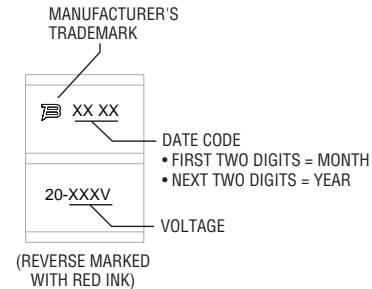 MANUFACTURER'S
TRADEMARK
XX XX
DATE CODE
• FIRST TWO DIGITS = MONTH
• NEXT TWO DIGITS = YEAR
20-XXXV
VOLTAGE
(REVERSE MARKED
WITH RED INK)